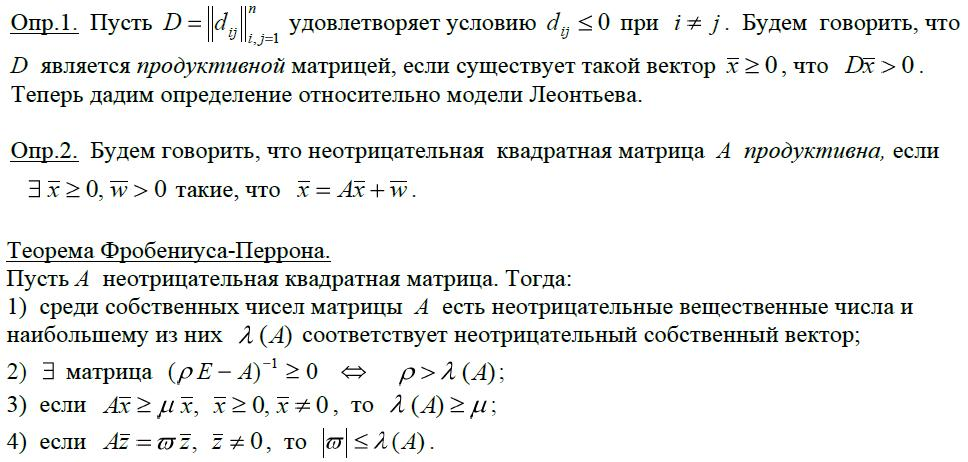 Опр.1. Пусть D = ‖d_{ij}‖_{i,j=1}^{n} удовлетворяет условию d_{ij} ≤ 0 при i ≠ j. Будем говорить, что
D является продуктивной матрицей, если существует такой вектор x̄ ≥ 0, что Dx̄ > 0.
Теперь дадим определение относительно модели Леонтьева.
Опр.2. Будем говорить, что неотрицательная квадратная матрица A продуктивна, если
∃ x̄ ≥ 0, w̄ > 0 такие, что x̄ = Ax̄ + w̄.
Теорема Фробениуса-Перрона.
Пусть A неотрицательная квадратная матрица. Тогда:
1) среди собственных чисел матрицы A есть неотрицательные вещественные числа и
наибольшему из них λ(A) соответствует неотрицательный собственный вектор;
2) ∃ матрица (ρE − A)^{−1} ≥ 0 ⇔ ρ > λ(A);
3) если Ax̄ ≥ μx̄, x̄ ≥ 0, x̄ ≠ 0, то λ(A) ≥ μ;
4) если Az̄ = ϖz̄, z̄ ≠ 0, то |ϖ| ≤ λ(A).